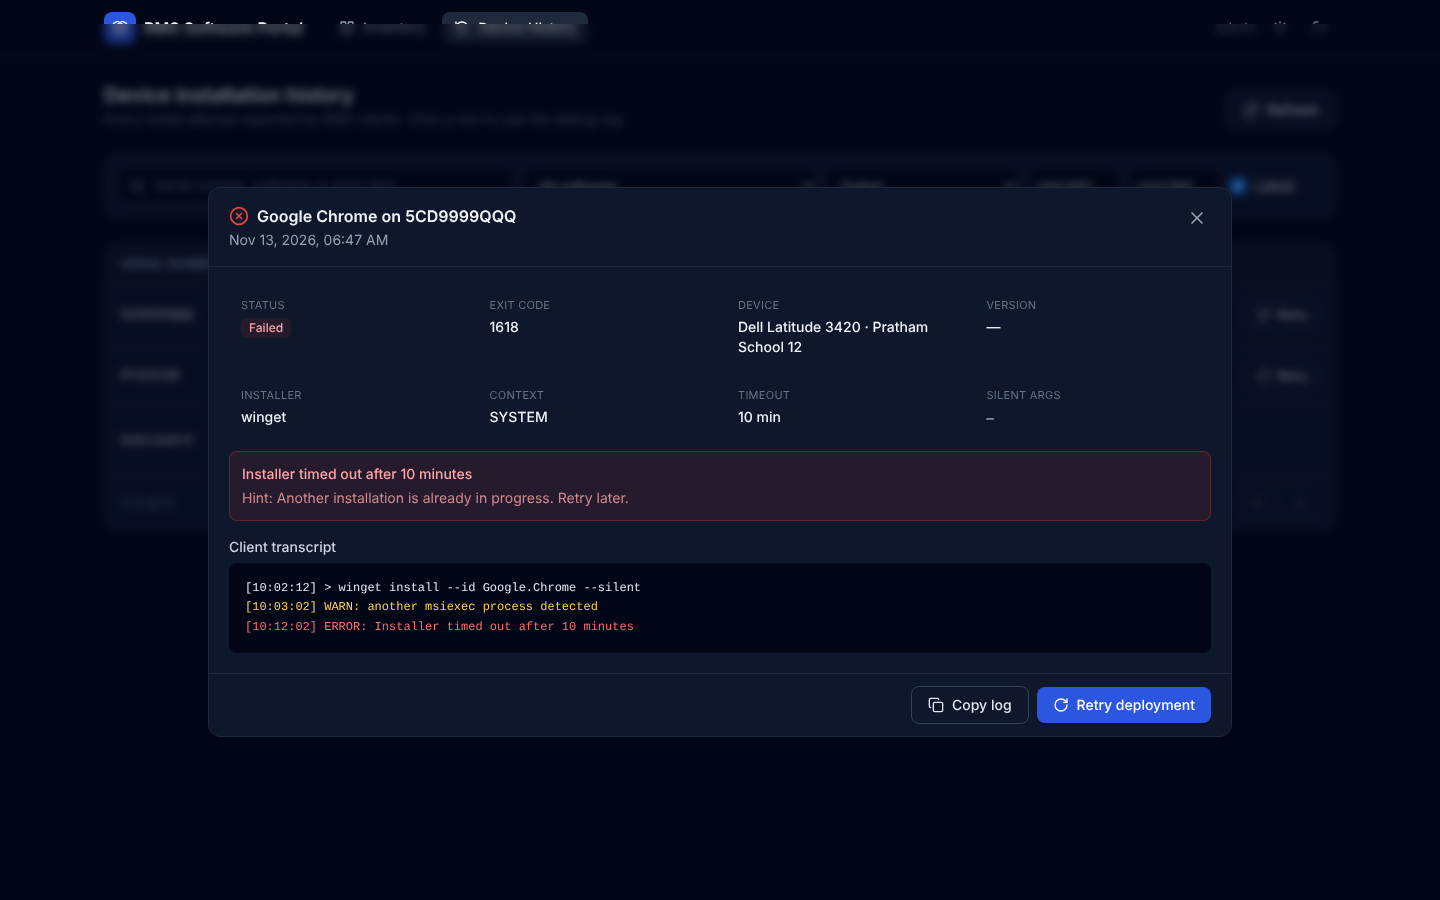 Device Installation history
Refresh
Google Chrome on 5CD9999QQQ
Nov 13, 2026, 06:47 AM
STATUS
EXIT CODE
DEVICE
VERSION
Failed
1618
Dell Latitude 3420 · Pratham
School 12
—
INSTALLER
CONTEXT
TIMEOUT
SILENT ARGS
winget
SYSTEM
10 min
–
Installer timed out after 10 minutes
Hint: Another installation is already in progress. Retry later.
Client transcript
[10:02:12] > winget install --id Google.Chrome --silent
[10:03:02] WARN: another msiexec process detected
[10:12:02] ERROR: Installer timed out after 10 minutes
Copy log
Retry deployment